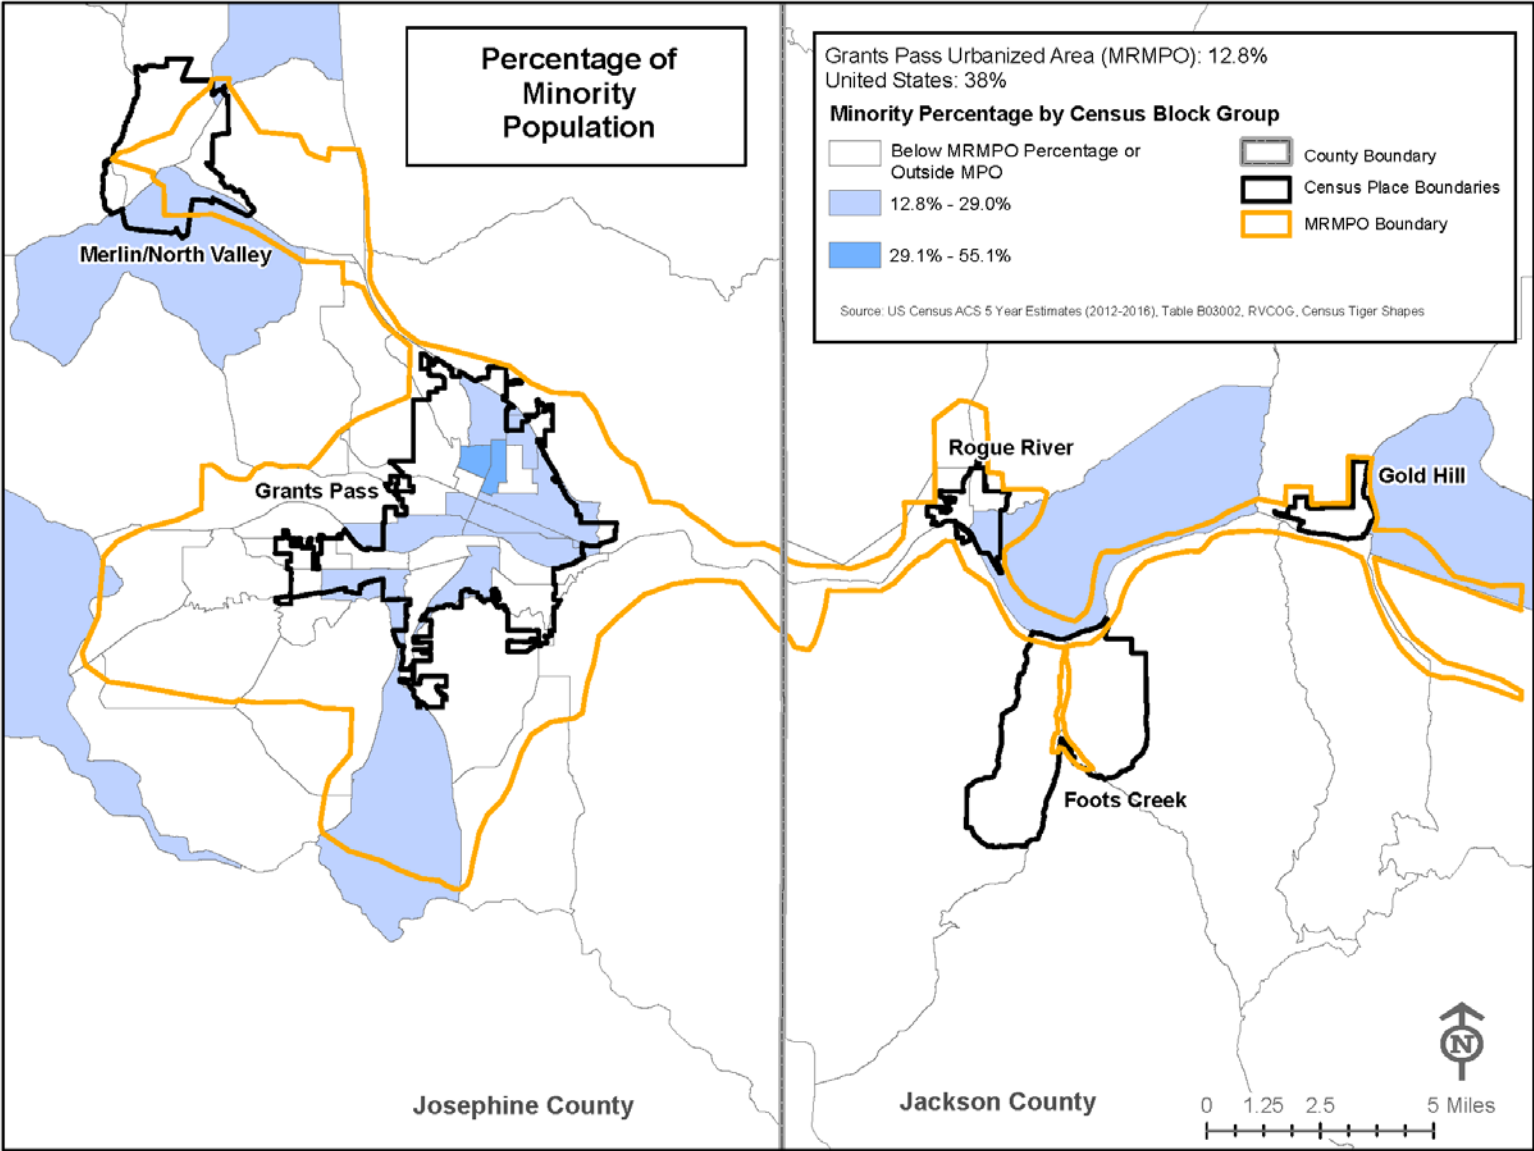 Percentage of
Minority
Population
Grants Pass Urbanized Area (MRMPO): 12.8%
United States: 38%
Minority Percentage by Census Block Group
Below MRMPO Percentage or
Outside MPO
12.8% - 29.0%
29.1% - 55.1%
County Boundary
Census Place Boundaries
MRMPO Boundary
Source: US Census ACS 5 Year Estimates (2012-2016), Table B03002, RVCOG, Census Tiger Shapes
Merlin/North Valley
Rogue River
Gold Hill
Grants Pass
Foots Creek
N
Josephine County
Jackson County
0 1.25 2.5 5 Miles